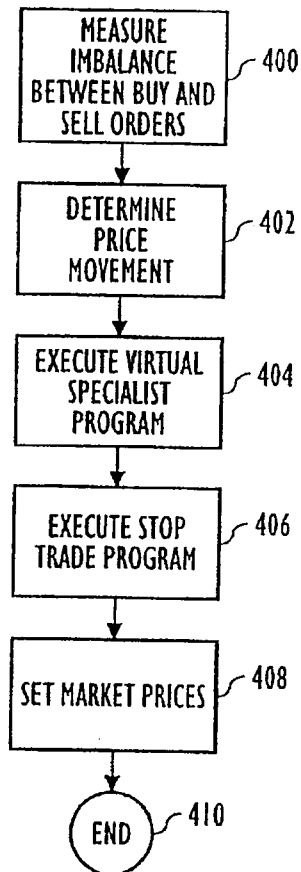 MEASURE
IMBALANCE
BETWEEN BUY AND
SELL ORDERS
400
DETERMINE
PRICE
MOVEMENT
402
EXECUTE VIRTUAL
SPECIALIST
PROGRAM
404
EXECUTE STOP
TRADE PROGRAM
406
SET MARKET PRICES
408
END
410